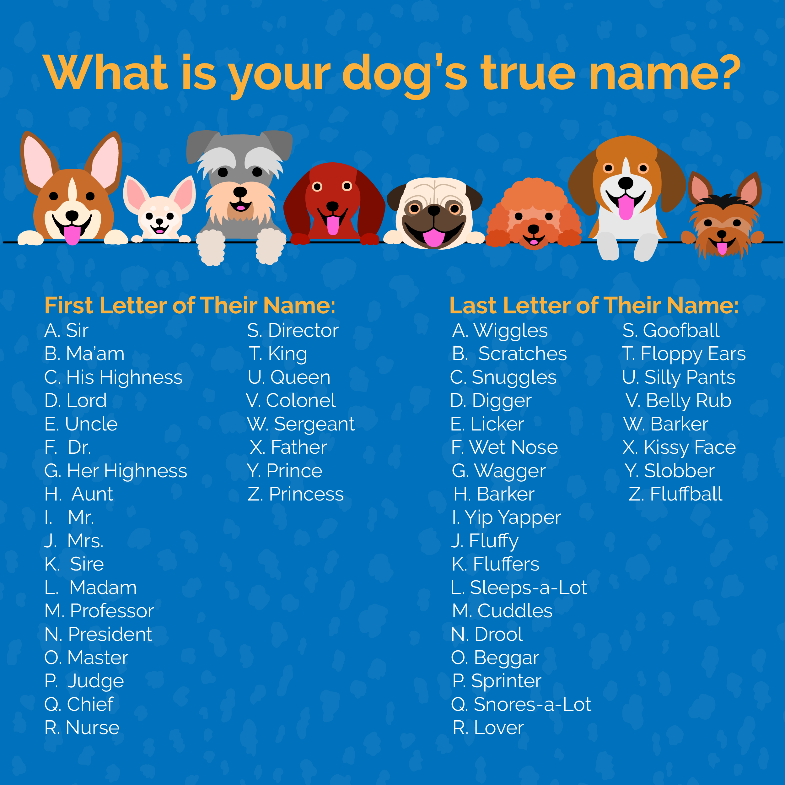 What is your dog's true name?
First Letter of Their Name:
A. Sir
B. Ma'am
C. His Highness
D. Lord
E. Uncle
F. Dr.
G. Her Highness
H. Aunt
I. Mr.
J. Mrs.
K. Sire
L. Madam
M. Professor
N. President
O. Master
P. Judge
Q. Chief
R. Nurse
S. Director
T. King
U. Queen
V. Colonel
W. Sergeant
X. Father
Y. Prince
Z. Princess
Last Letter of Their Name:
A. Wiggles
B. Scratches
C. Snuggles
D. Digger
E. Licker
F. Wet Nose
G. Wagger
H. Barker
I. Yip Yapper
J. Fluffy
K. Fluffers
L. Sleeps-a-Lot
M. Cuddles
N. Drool
O. Beggar
P. Sprinter
Q. Snores-a-Lot
R. Lover
S. Goofball
T. Floppy Ears
U. Silly Pants
V. Belly Rub
W. Barker
X. Kissy Face
Y. Slobber
Z. Fluffball